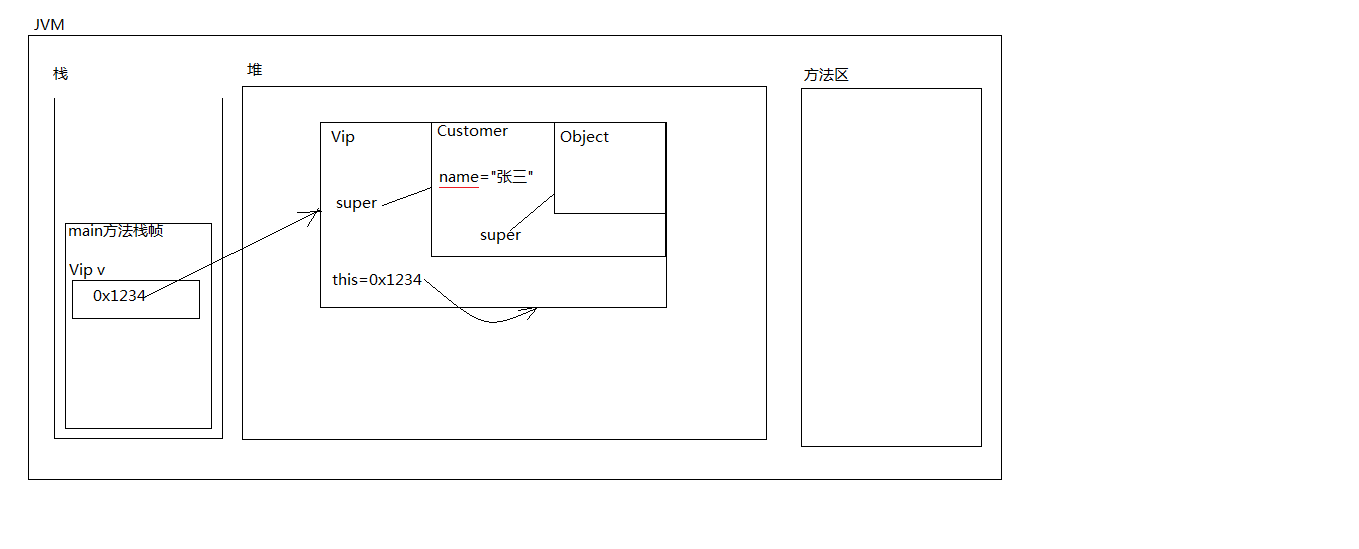 JVM
栈
堆
方法区
Vip
Customer
Object
name="张三"
super
super
main方法栈帧
Vip v
0x1234
this=0x1234